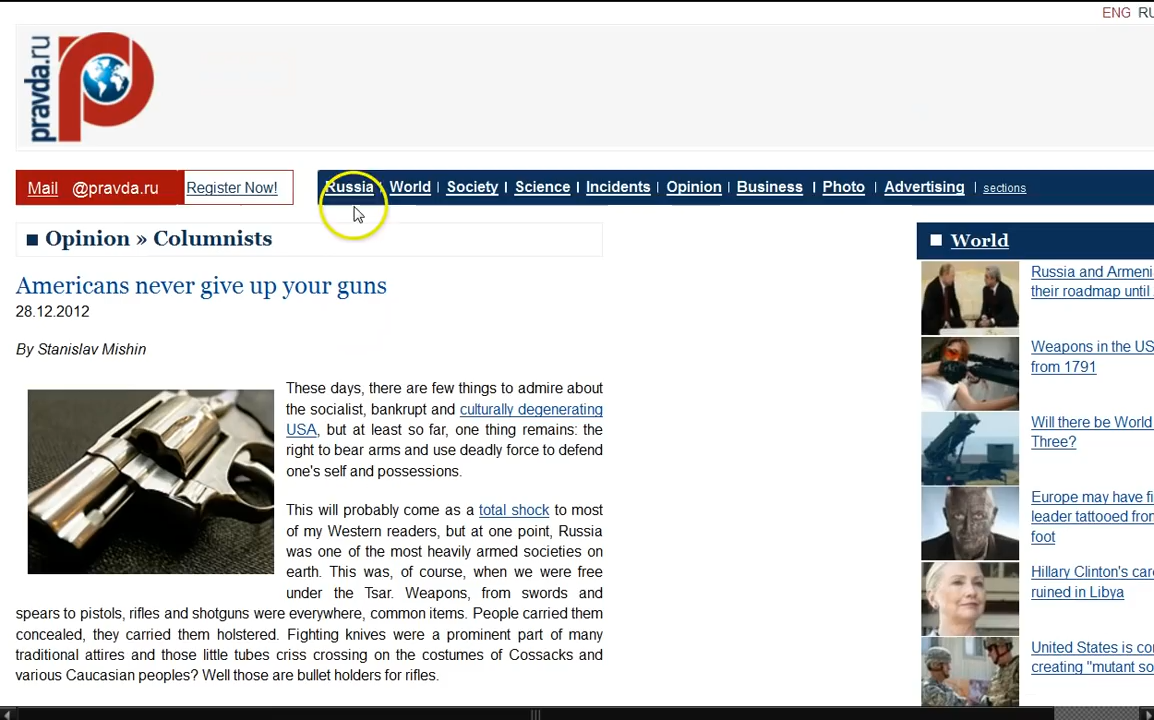 ENG RU
pravda.ru
Mail @pravda.ru Register Now!
Russia | World | Society | Science | Incidents | Opinion | Business | Photo | Advertising | sections
Opinion » Columnists
Americans never give up your guns
28.12.2012
By Stanislav Mishin
These days, there are few things to admire about
the socialist, bankrupt and culturally degenerating
USA, but at least so far, one thing remains: the
right to bear arms and use deadly force to defend
one's self and possessions.
This will probably come as a total shock to most
of my Western readers, but at one point, Russia
was one of the most heavily armed societies on
earth. This was, of course, when we were free
under the Tsar. Weapons, from swords and
spears to pistols, rifles and shotguns were everywhere, common items. People carried them
concealed, they carried them holstered. Fighting knives were a prominent part of many
traditional attires and those little tubes criss crossing on the costumes of Cossacks and
various Caucasian peoples? Well those are bullet holders for rifles.
World
Russia and Armeni
their roadmap until
Weapons in the US
from 1791
Will there be World
Three?
Europe may have fi
leader tattooed from
foot
Hillary Clinton's care
ruined in Libya
United States is co
creating "mutant so